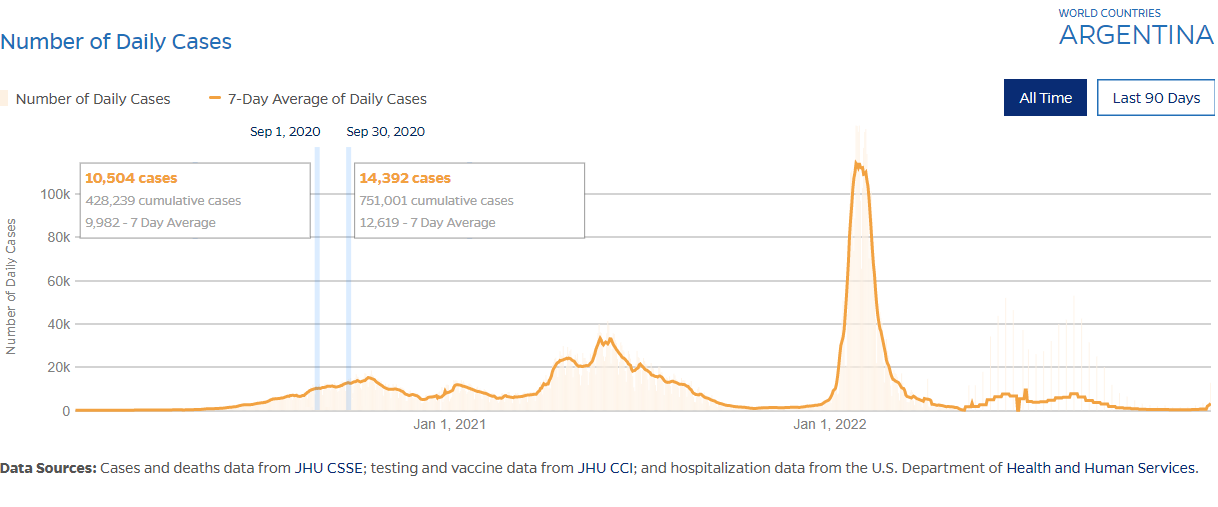 WORLD COUNTRIES
ARGENTINA
Number of Daily Cases
Number of Daily Cases
7-Day Average of Daily Cases
All Time
Last 90 Days
Sep 1, 2020
Sep 30, 2020
10,504 cases
428,239 cumulative cases
9,982 - 7 Day Average
14,392 cases
751,001 cumulative cases
12,619 - 7 Day Average
Number of Daily Cases
100k
80k
60k
40k
20k
0
Jan 1, 2021
Jan 1, 2022
Data Sources: Cases and deaths data from JHU CSSE; testing and vaccine data from JHU CCI; and hospitalization data from the U.S. Department of Health and Human Services.